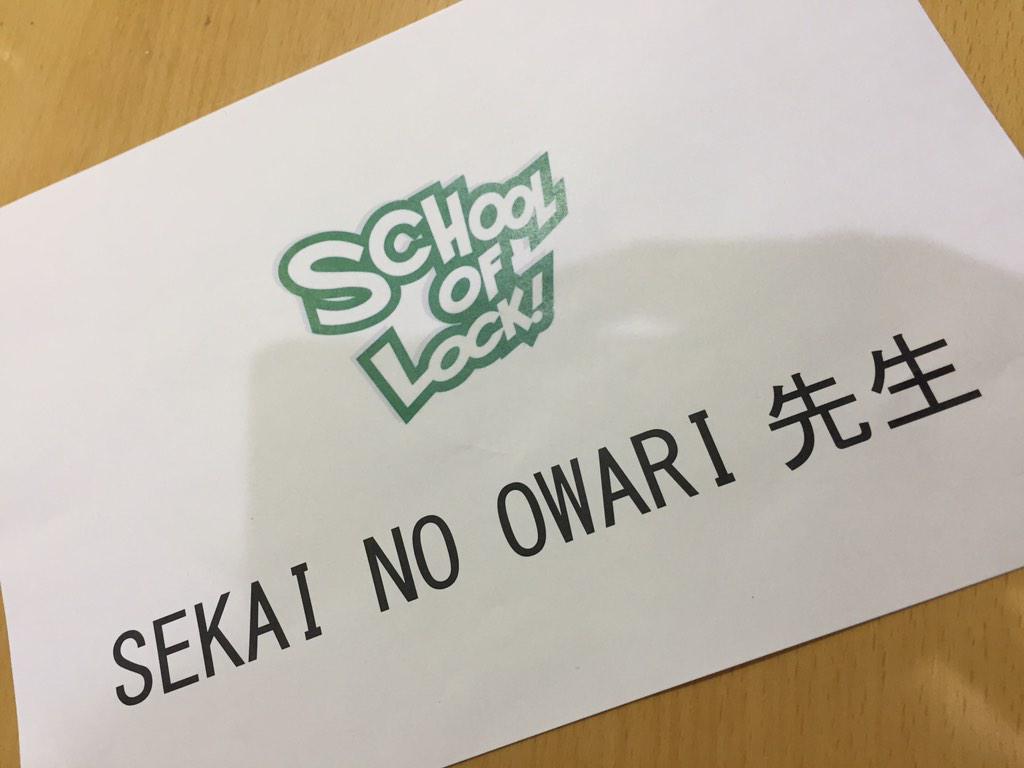 SCHOOL
OF
LOCK!
SEKAI NO OWARI 先生